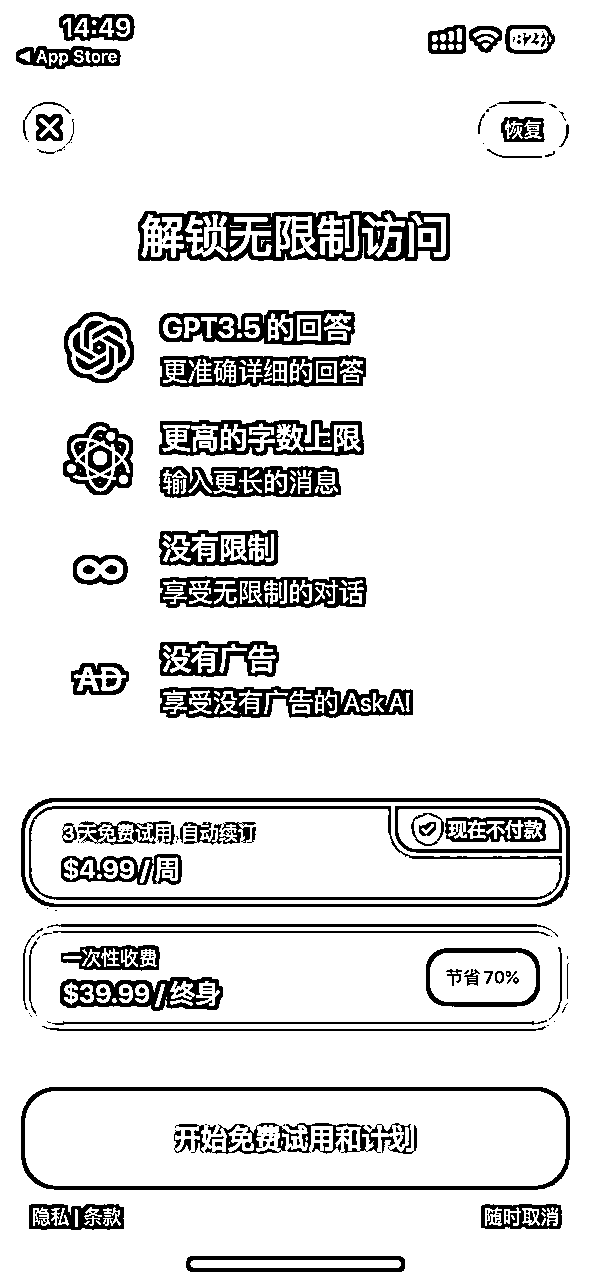 14:49
◀ App Store
82
恢复
解锁无限制访问
GPT3.5 的回答
更准确详细的回答
更高的字数上限
输入更长的消息
没有限制
享受无限制的对话
AD
没有广告
享受没有广告的 Ask AI
现在不付款
3天免费试用, 自动续订
$4.99 / 周
一次性收费
$39.99 / 终身
节省 70%
开始免费试用和计划
隐私 | 条款
随时取消